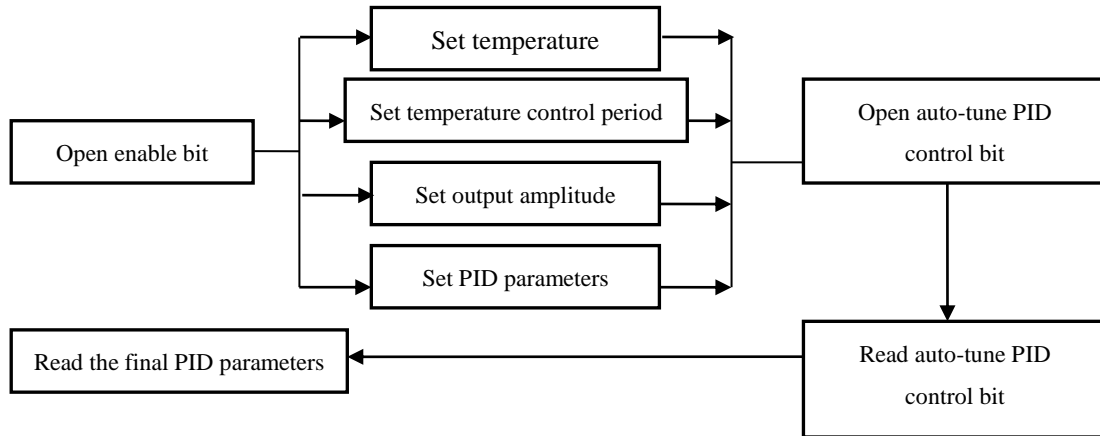 Set temperature
Set temperature control period
Open enable bit
Set output amplitude
Set PID parameters
Open auto-tune PID
control bit
Read auto-tune PID
control bit
Read the final PID parameters